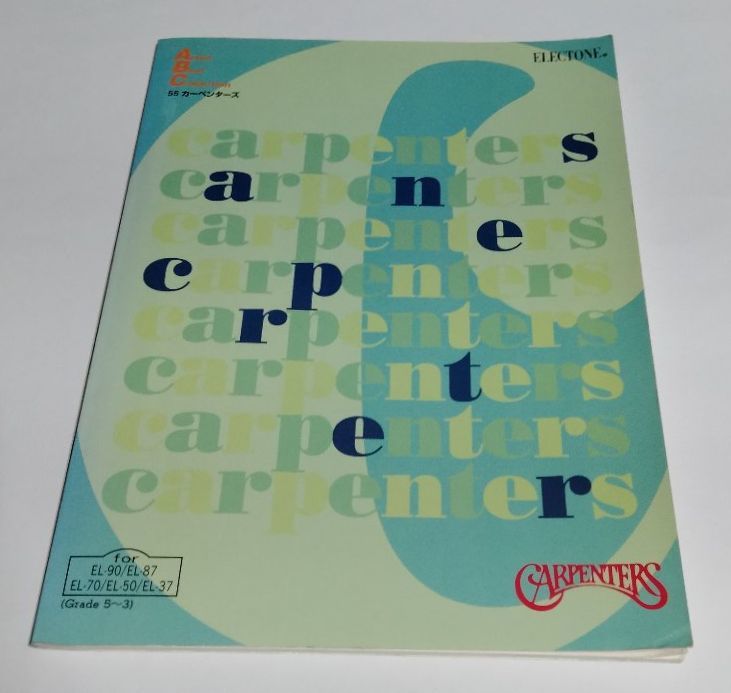 ELECTONE
A
B
C
55 カーペンターズ
carpenters
carpenters
carpenters
carpenters
carpenters
carpenters
carpenters
carpenters
for
EL-90/EL-87
EL-70/EL-50/EL-37
(Grade 5~3)
CARPENTERS